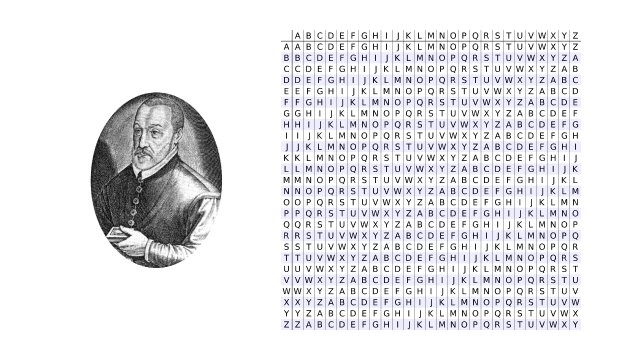 A B C D E F G H I J K L M N O P Q R S T U V W X Y Z
A A B C D E F G H I J K L M N O P Q R S T U V W X Y Z
B B C D E F G H I J K L M N O P Q R S T U V W X Y Z A
C C D E F G H I J K L M N O P Q R S T U V W X Y Z A B
D D E F G H I J K L M N O P Q R S T U V W X Y Z A B C
E E F G H I J K L M N O P Q R S T U V W X Y Z A B C D
F F G H I J K L M N O P Q R S T U V W X Y Z A B C D E
G G H I J K L M N O P Q R S T U V W X Y Z A B C D E F
H H I J K L M N O P Q R S T U V W X Y Z A B C D E F G
I I J K L M N O P Q R S T U V W X Y Z A B C D E F G H
J J K L M N O P Q R S T U V W X Y Z A B C D E F G H I
K K L M N O P Q R S T U V W X Y Z A B C D E F G H I J
L L M N O P Q R S T U V W X Y Z A B C D E F G H I J K
M M N O P Q R S T U V W X Y Z A B C D E F G H I J K L
N N O P Q R S T U V W X Y Z A B C D E F G H I J K L M
O O P Q R S T U V W X Y Z A B C D E F G H I J K L M N
P P Q R S T U V W X Y Z A B C D E F G H I J K L M N O
Q Q R S T U V W X Y Z A B C D E F G H I J K L M N O P
R R S T U V W X Y Z A B C D E F G H I J K L M N O P Q
S S T U V W X Y Z A B C D E F G H I J K L M N O P Q R
T T U V W X Y Z A B C D E F G H I J K L M N O P Q R S
U U V W X Y Z A B C D E F G H I J K L M N O P Q R S T
V V W X Y Z A B C D E F G H I J K L M N O P Q R S T U
W W X Y Z A B C D E F G H I J K L M N O P Q R S T U V
X X Y Z A B C D E F G H I J K L M N O P Q R S T U V W
Y Y Z A B C D E F G H I J K L M N O P Q R S T U V W X
Z Z A B C D E F G H I J K L M N O P Q R S T U V W X Y